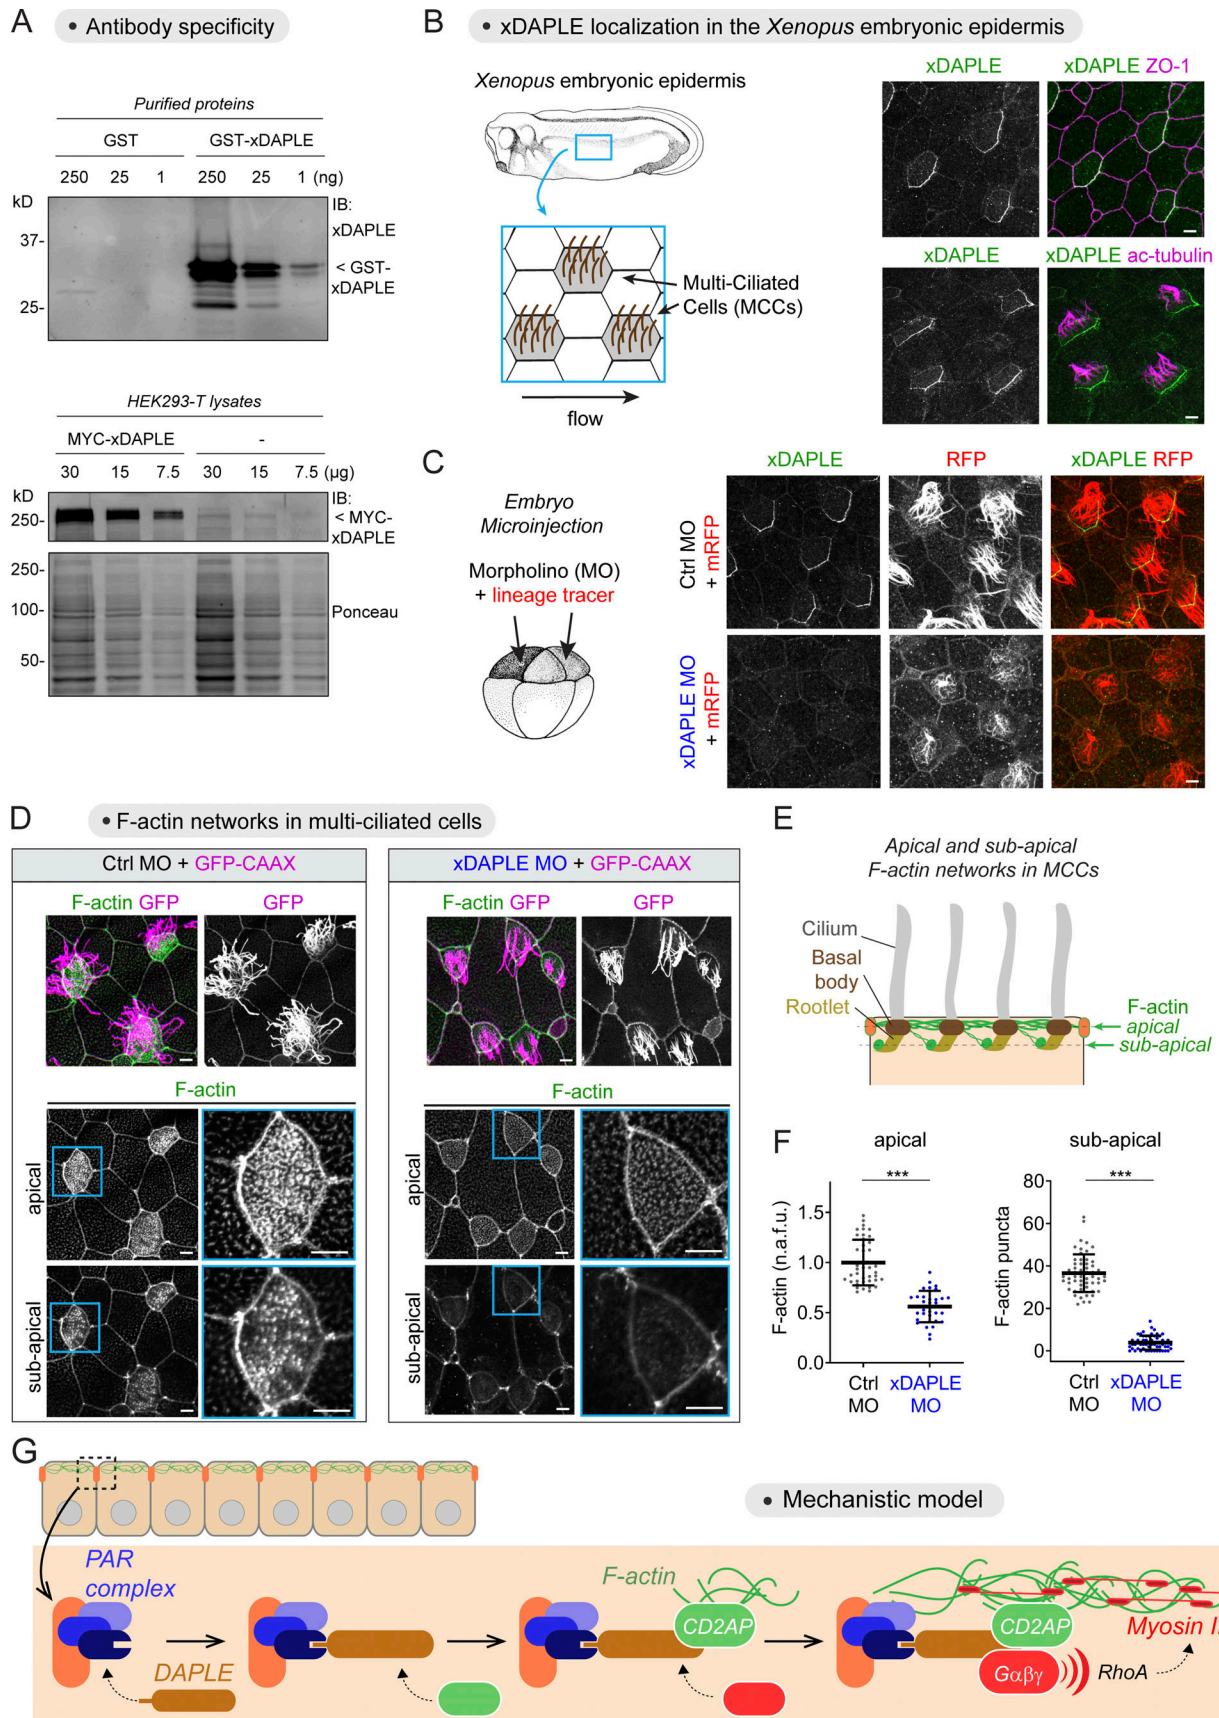 A
• Antibody specificity
Purified proteins
GST
GST-xDAPLE
250 25 1 250 25 1 (ng)
kD
IB:
xDAPLE
37-
< GST-
xDAPLE
25-
HEK293-T lysates
MYC-xDAPLE
-
30 15 7.5 30 15 7.5 (µg)
kD
IB:
250-
< MYC-
xDAPLE
250-
100-
Ponceau
50-
B
• xDAPLE localization in the Xenopus embryonic epidermis
Xenopus embryonic epidermis
Multi-Ciliated
Cells (MCCs)
flow
xDAPLE
xDAPLE ZO-1
xDAPLE
xDAPLE ac-tubulin
C
Embryo
Microinjection
Morpholino (MO)
+ lineage tracer
xDAPLE
RFP
xDAPLE RFP
Ctrl MO
+ mRFP
xDAPLE MO
+ mRFP
D
• F-actin networks in multi-ciliated cells
Ctrl MO + GFP-CAAX
F-actin GFP
GFP
F-actin
apical
sub-apical
xDAPLE MO + GFP-CAAX
F-actin GFP
GFP
F-actin
apical
sub-apical
E
Apical and sub-apical
F-actin networks in MCCs
Cilium
Basal
body
Rootlet
F-actin
apical
sub-apical
F
apical
***
F-actin (n.a.f.u.)
1.5
1.0
0.5
0.0
Ctrl
MO
xDAPLE
MO
sub-apical
***
F-actin puncta
80
60
40
20
0
Ctrl
MO
xDAPLE
MO
G
• Mechanistic model
PAR
complex
DAPLE
F-actin
CD2AP
CD2AP
Gαβγ
RhoA